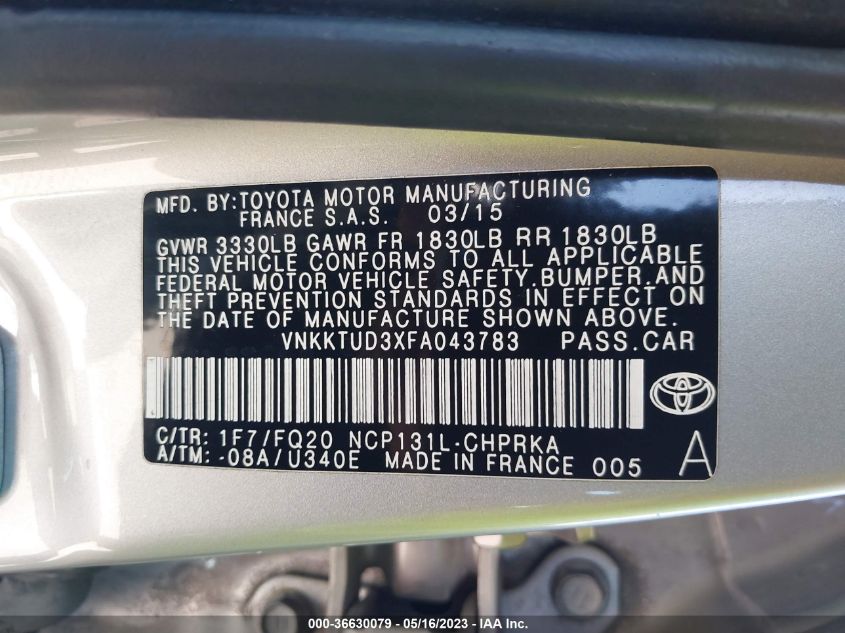 MFD. BY:TOYOTA MOTOR MANUFACTURING
FRANCE S.A.S. 03/15
GVWR 3330LB GAWR FR 1830LB RR 1830LB
THIS VEHICLE CONFORMS TO ALL APPLICABLE
FEDERAL MOTOR VEHICLE SAFETY,BUMPER,AND
THEFT PREVENTION STANDARDS IN EFFECT ON
THE DATE OF MANUFACTURE SHOWN ABOVE.
VNKKTUD3XFA043783 PASS.CAR
C/TR: 1F7/FQ20 NCP131L-CHPRKA
A/TM: -08A/U340E MADE IN FRANCE 005 A
000-36630079 - 05/16/2023 - IAA Inc.